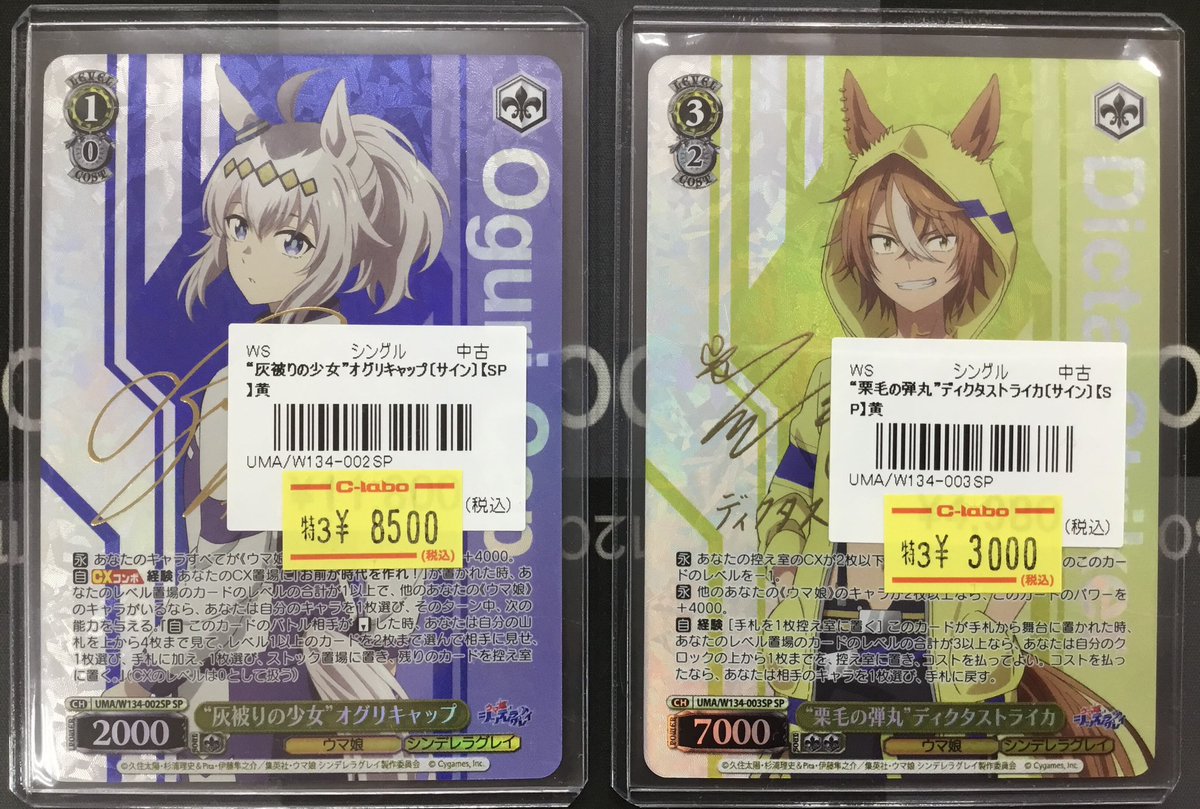 LEVEL
1
0
COST
Oguri Cap
WS シングル 中古
“灰被りの少女”オグリキャップ〔サイン〕【SP
】黄
UMA/W134-002SP
(税込)
C-labo
特3¥ 8500
(税込)
永 あなたのキャラすべてが《ウマ娘
+4000。
自 CXコンボ 経験 あなたのCX置場に「お前が時代を作れ！」が置かれた時、あ
なたのレベル置場のカードのレベルの合計が1以上で、他のあなたの《ウマ娘》
のキャラがいるなら、あなたは自分のキャラを1枚選び、そのターン中、次の
能力を与える。『自 このカードのバトル相手が した時、あなたは自分の山
札を上から4枚まで見て、レベル1以上のカードを2枚まで選んで相手に見せ、
1枚選び、手札に加え、1枚選び、ストック置場に置き、残りのカードを控え室
に置く。』（CXのレベルは0として扱う）
CH UMA/W134-002SP SP
POWER 2000 SOUL
“灰被りの少女”オグリキャップ
ウマ娘 シンデレラグレイ
©久住太陽・杉浦理史＆Pita・伊藤隼之介／集英社・ウマ娘 シンデレラグレイ製作委員会 © Cygames, Inc.
LEVEL
3
2
COST
Dicta
WS シングル 中古
“栗毛の弾丸”ディクタストライカ〔サイン〕【S
P】黄
UMA/W134-003SP
(税込)
C-labo
特3¥ 3000
(税込)
ディクタス
永 あなたの控え室のCXが2枚以下
のこのカー
ドのレベルを－1。
永 他のあなたの《ウマ娘》のキャラが2枚以上なら、このカードのパワーを
+4000。
自 経験 ［手札を1枚控え室に置く］ このカードが手札から舞台に置かれた時、
あなたのレベル置場のカードのレベルの合計が3以上なら、あなたは自分のク
ロックの上から1枚までを、控え室に置き、コストを払ってよい。コストを払っ
たなら、あなたは相手のキャラを1枚選び、手札に戻す。
CH UMA/W134-003SP SP
POWER 7000 SOUL
“栗毛の弾丸”ディクタストライカ
ウマ娘 シンデレラグレイ
©久住太陽・杉浦理史＆Pita・伊藤隼之介／集英社・ウマ娘 シンデレラグレイ製作委員会 © Cygames, Inc.